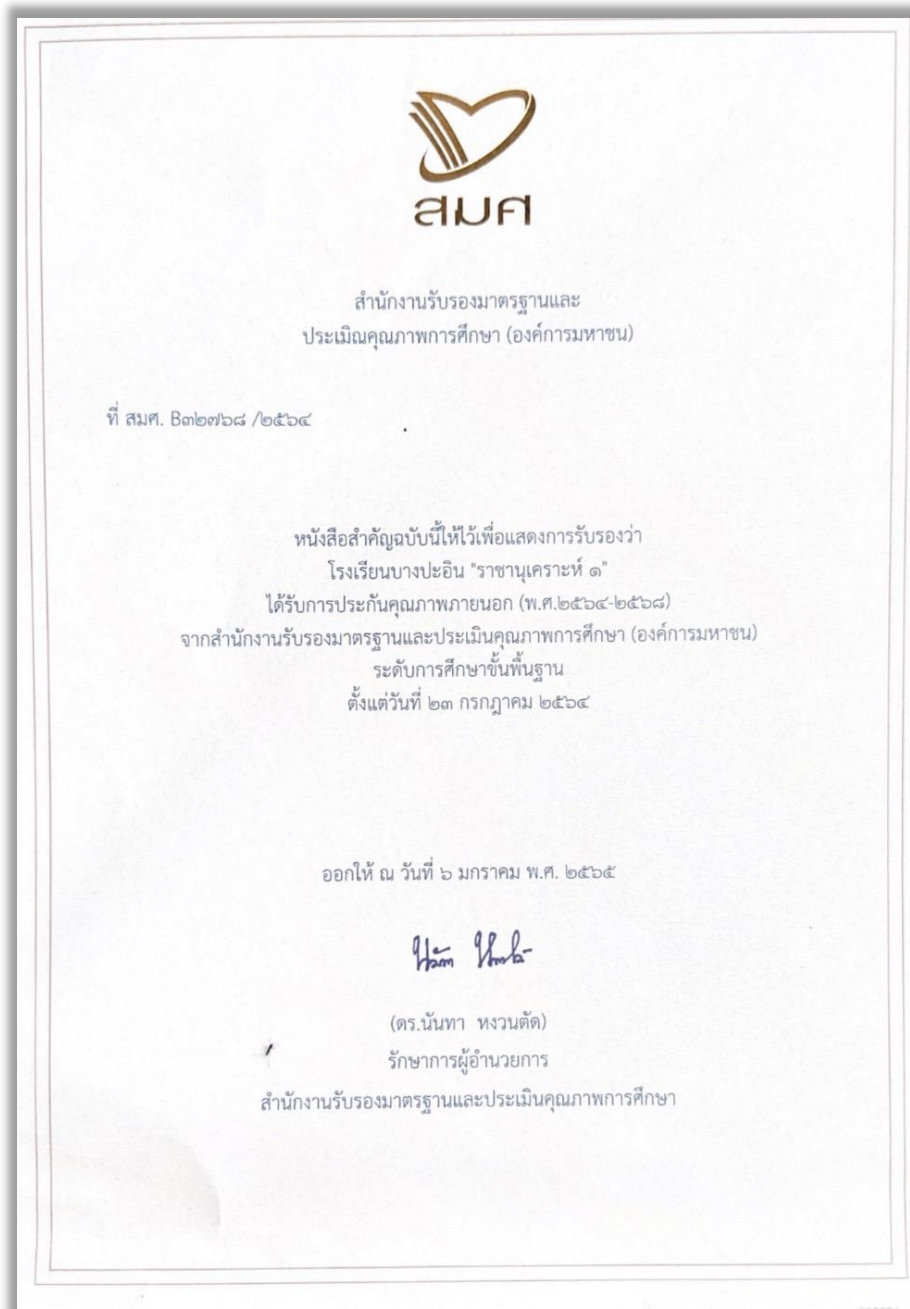 สมศ
สำนักงานรับรองมาตรฐานและ
ประเมิณคุณภาพการศึกษา (องค์การมหาชน)
ที่ สมศ. B๓๒๗๖๘ /๒๕๖๔
หนังสือสำคัญฉบับนี้ให้ไว้เพื่อแสดงการรับรองว่า
โรงเรียนบางปะอิน "ราชานุเคราะห์ ๑"
ได้รับการประกันคุณภาพภายนอก (พ.ศ.๒๕๖๔-๒๕๖๘)
จากสำนักงานรับรองมาตรฐานและประเมินคุณภาพการศึกษา (องค์การมหาชน)
ระดับการศึกษาขั้นพื้นฐาน
ตั้งแต่วันที่ ๒๓ กรกฎาคม ๒๕๖๔
ออกให้ ณ วันที่ ๖ มกราคม พ.ศ. ๒๕๖๕
(ดร.นันทา หงวนตัด)
รักษาการผู้อำนวยการ
สำนักงานรับรองมาตรฐานและประเมินคุณภาพการศึกษา